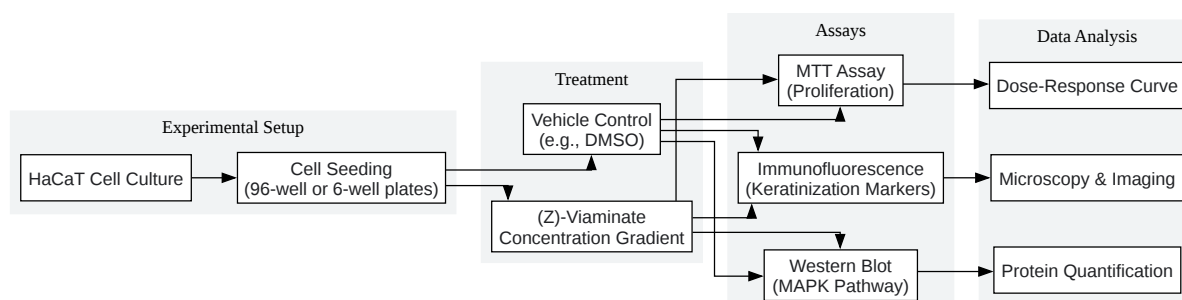 Experimental Setup
HaCaT Cell Culture
Cell Seeding
(96-well or 6-well plates)
Treatment
Vehicle Control
(e.g., DMSO)
(Z)-Viaminate
Concentration Gradient
Assays
MTT Assay
(Proliferation)
Immunofluorescence
(Keratinization Markers)
Western Blot
(MAPK Pathway)
Data Analysis
Dose-Response Curve
Microscopy & Imaging
Protein Quantification